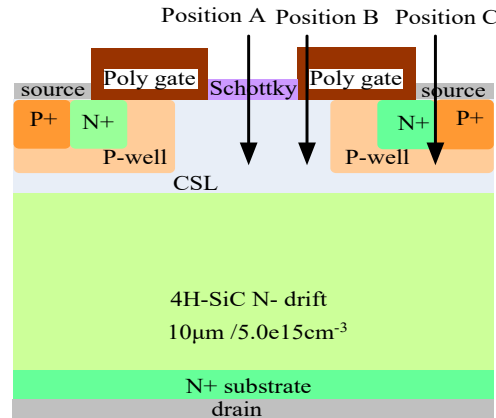 Position A Position B Position C
source Poly gate Schottky Poly gate source
P+ N+ N+ P+
P-well P-well
CSL
4H-SiC N- drift
10μm /5.0e15cm⁻³
N+ substrate
drain